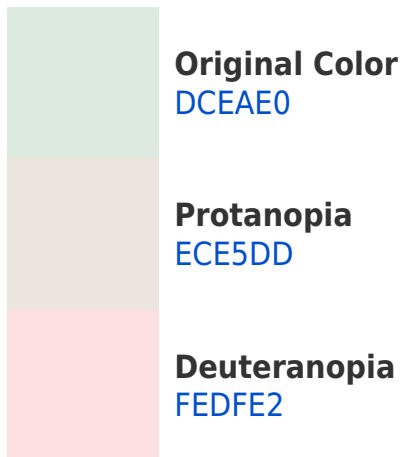 Original Color
DCEAE0
Protanopia
ECE5DD
Deuteranopia
FEDFE2